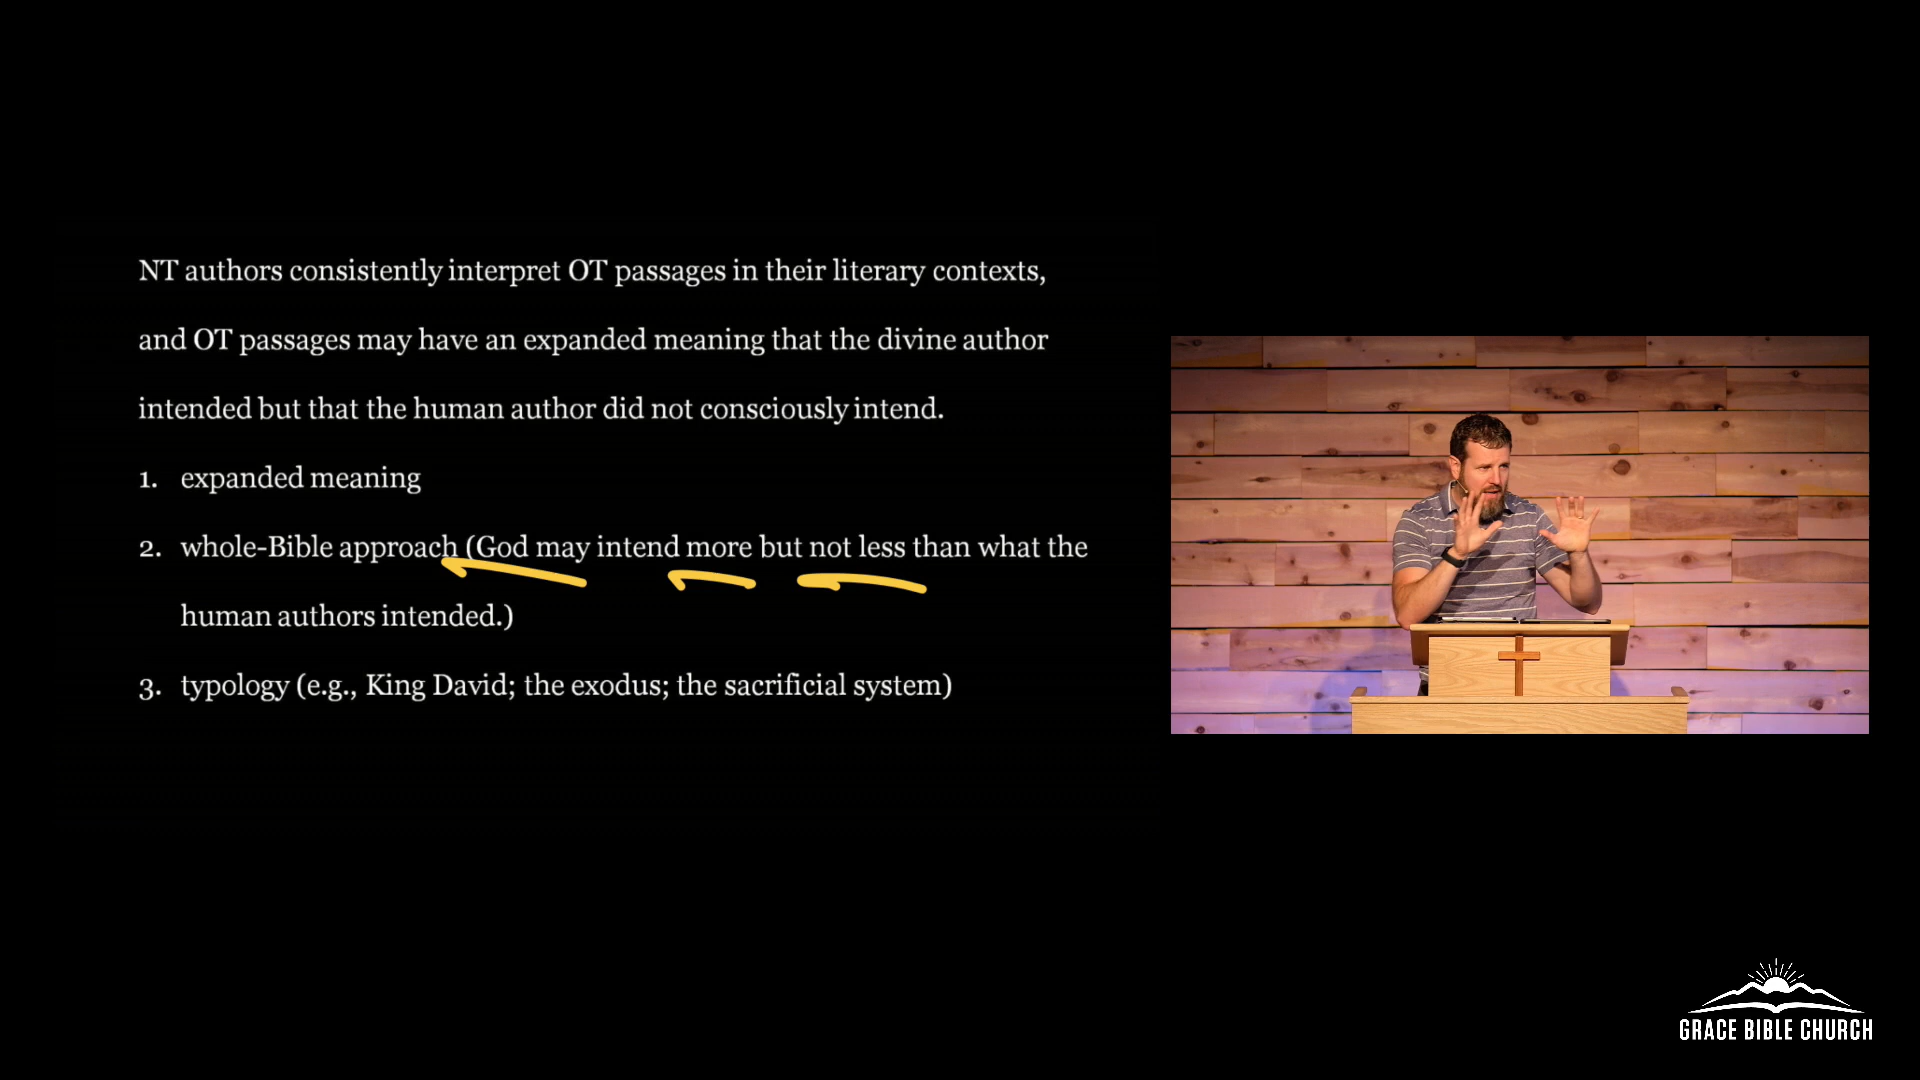 NT authors consistently interpret OT passages in their literary contexts,
and OT passages may have an expanded meaning that the divine author
intended but that the human author did not consciously intend.
1. expanded meaning
2. whole-Bible approach (God may intend more but not less than what the
human authors intended.)
3. typology (e.g., King David; the exodus; the sacrificial system)
GRACE BIBLE CHURCH